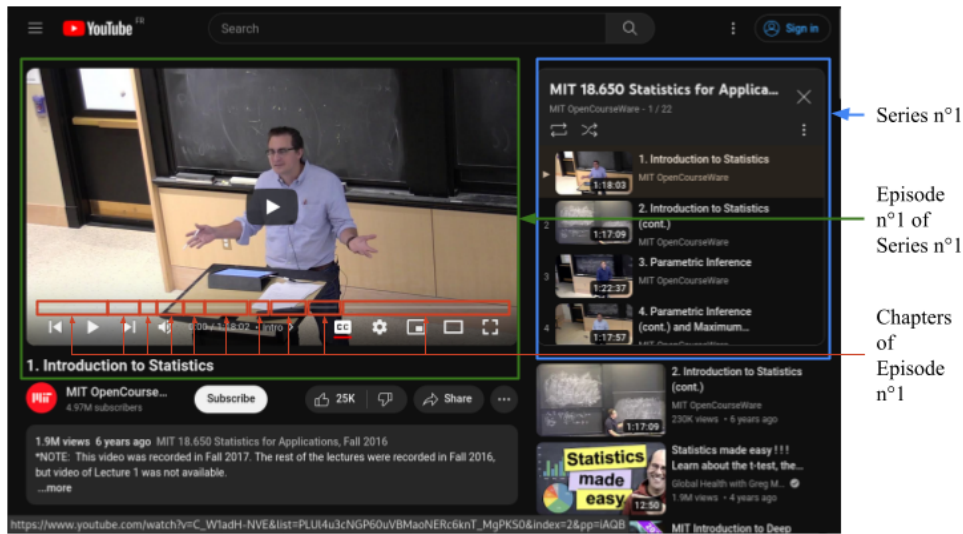 YouTube FR
Search
Sign in
MIT 18.650 Statistics for Applica...
MIT OpenCourseWare - 1 / 22
1. Introduction to Statistics
MIT OpenCourseWare
1:18:03
2
2. Introduction to Statistics
(cont.)
MIT OpenCourseWare
1:17:09
3
3. Parametric Inference
MIT OpenCourseWare
1:22:37
4
4. Parametric Inference
(cont.) and Maximum...
MIT OpenCourseWare
1:17:57
0:00 / 1:18:02 • Intro
CC
1. Introduction to Statistics
MIT OpenCourse...
4.97M subscribers
Subscribe
25K
Share
1.9M views 6 years ago MIT 18.650 Statistics for Applications, Fall 2016
*NOTE: This video was recorded in Fall 2017. The rest of the lectures were recorded in Fall 2016,
but video of Lecture 1 was not available.
...more
2. Introduction to Statistics
(cont.)
MIT OpenCourseWare
230K views • 6 years ago
1:17:09
Statistics
made
easy
12:50
Statistics made easy ! ! !
Learn about the t-test, the...
Global Health with Greg M...
1.9M views • 4 years ago
MIT Introduction to Deep
https://www.youtube.com/watch?v=C_W1adH-NVE&list=PLUl4u3cNGP60uVBMaoNERc6knT_MgPKS0&index=2&pp=iAQB
Series n°1
Episode
n°1 of
Series n°1
Chapters
of
Episode
n°1